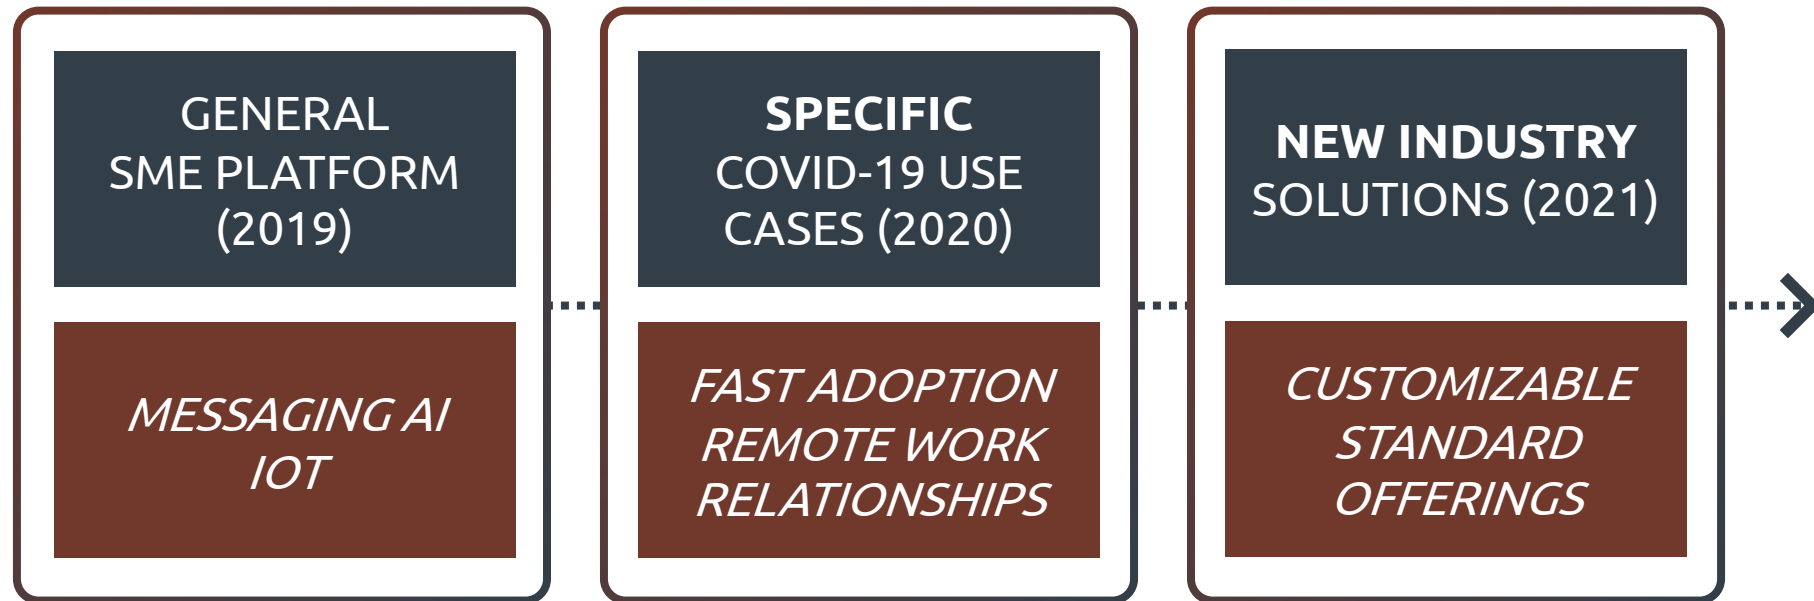 GENERAL
SME PLATFORM
(2019)
MESSAGING AI
IOT
SPECIFIC
COVID-19 USE
CASES (2020)
FAST ADOPTION
REMOTE WORK
RELATIONSHIPS
NEW INDUSTRY
SOLUTIONS (2021)
CUSTOMIZABLE
STANDARD
OFFERINGS